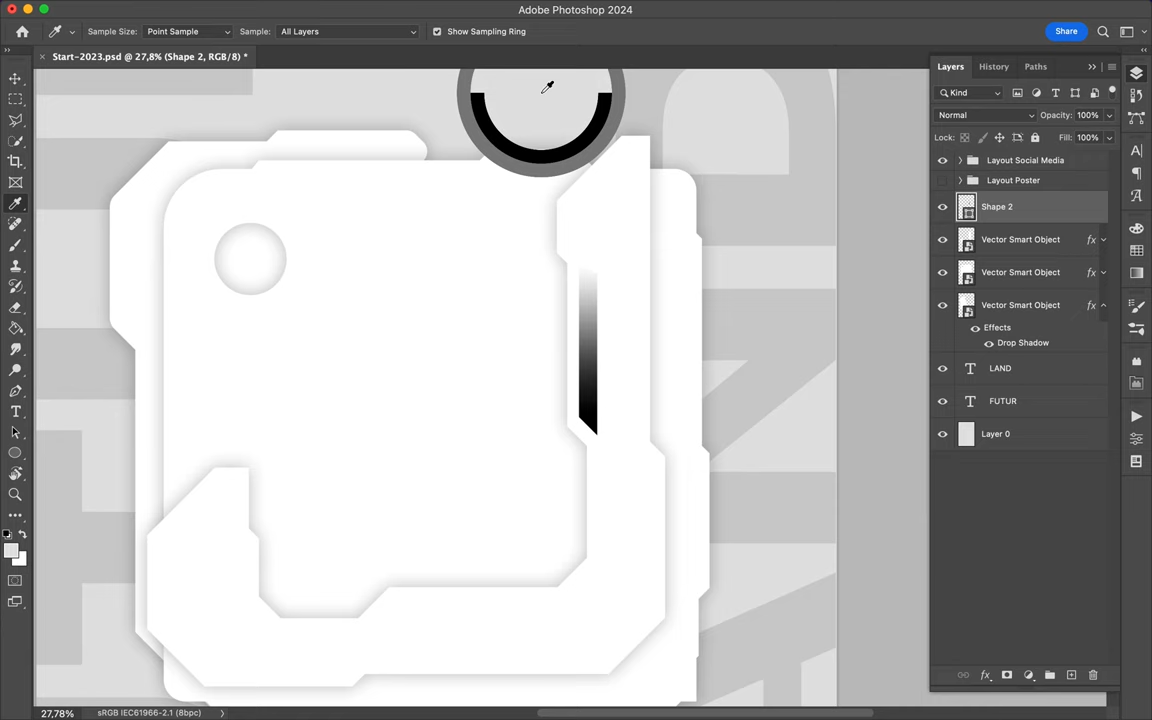 Adobe Photoshop 2024
Sample Size: Point Sample Sample: All Layers Show Sampling Ring Share
Start-2023.psd @ 27,8% (Shape 2, RGB/8) *
Layers History Paths
Kind
Normal Opacity: 100%
Lock: Fill: 100%
Layout Social Media
Layout Poster
Shape 2
Vector Smart Object fx
Vector Smart Object fx
Vector Smart Object fx
Effects
Drop Shadow
T LAND
T FUTUR
Layer 0
27,78% sRGB IEC61966-2.1 (8bpc)